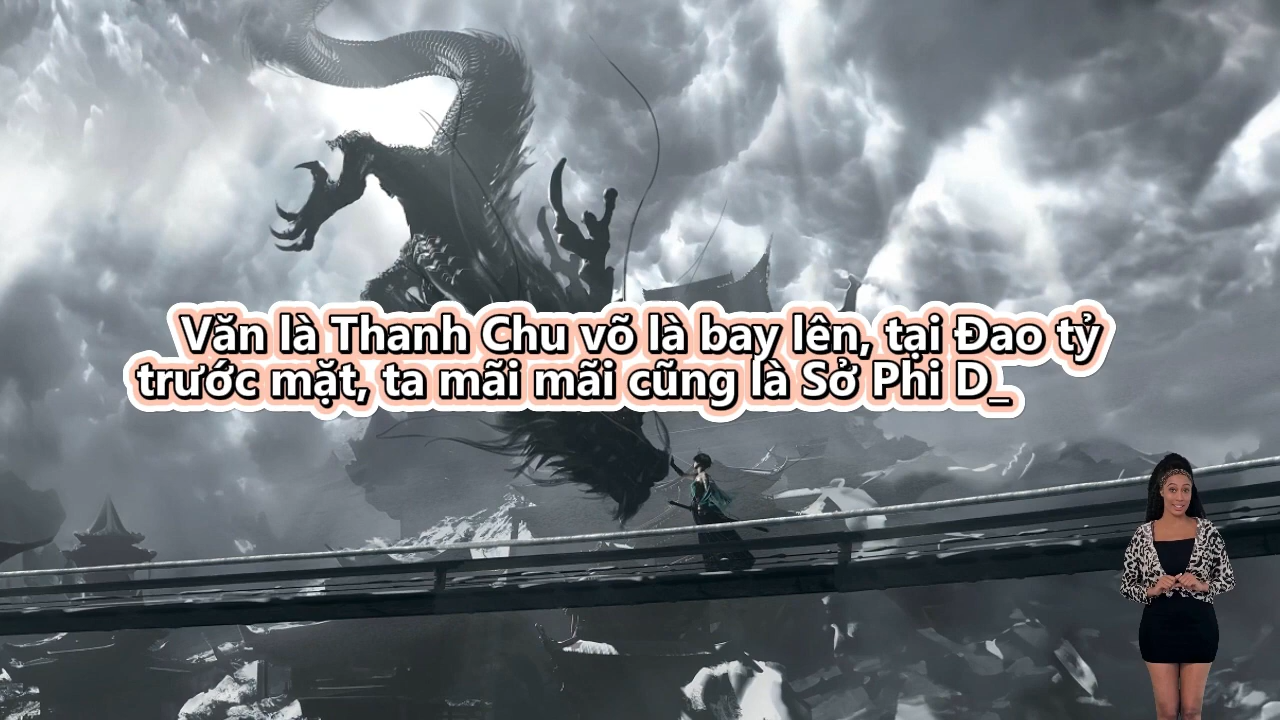 Văn là Thanh Chu võ là bay lên, tại Đao tỷ
trước mặt, ta mãi mãi cũng là Sở Phi D_